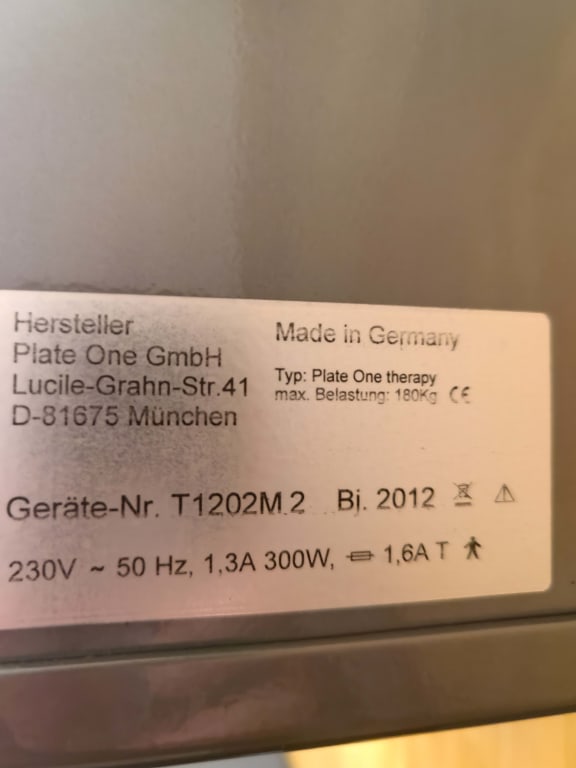 Hersteller
Plate One GmbH
Lucile-Grahn-Str.41
D-81675 München
Made in Germany
Typ: Plate One therapy
max. Belastung: 180Kg CE
Geräte-Nr. T1202M 2 Bj. 2012
230V ~ 50 Hz, 1,3A 300W, 1,6A T